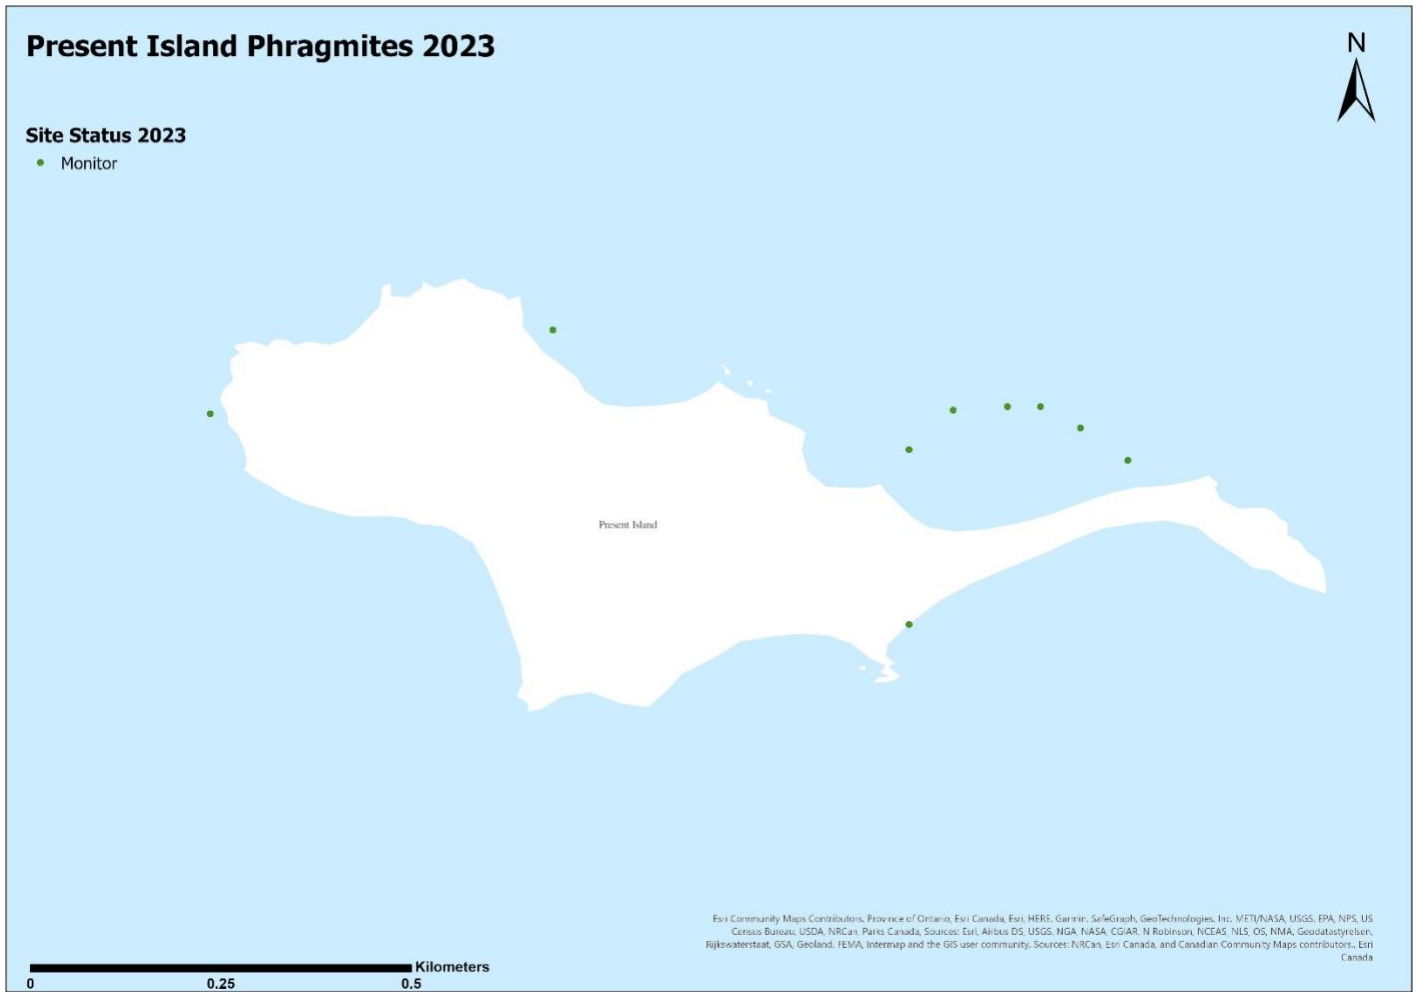 Present Island Phragmites 2023
N
Site Status 2023
Monitor
Present Island
Esri Community Maps Contributors, Province of Ontario, Esri Canada, Esri, HERE, Garmin, SafeGraph, GeoTechnologies, Inc, METI/NASA, USGS, EPA, NPS, US
Census Bureau, USDA, NRCan, Parks Canada, Sources: Esri, Airbus DS, USGS, NGA, NASA, CGIAR, N Robinson, NCEAS, NLS, OS, NMA, Geodatastyrelsen,
Rijkswaterstaat, GSA, Geoland, FEMA, Intermap and the GIS user community, Sources: NRCan, Esri Canada, and Canadian Community Maps contributors., Esri
Canada
Kilometers
0 0.25 0.5